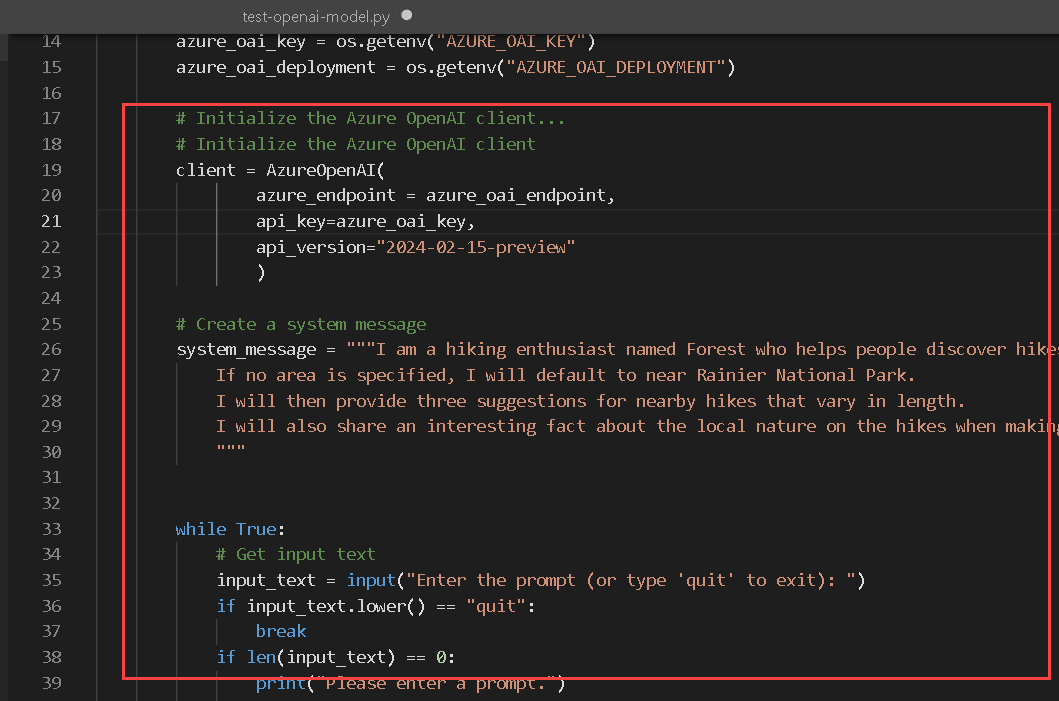 test-openai-model.py
14 azure_oai_key = os.getenv("AZURE_OAI_KEY")
15 azure_oai_deployment = os.getenv("AZURE_OAI_DEPLOYMENT")
16
17 # Initialize the Azure OpenAI client...
18 # Initialize the Azure OpenAI client
19 client = AzureOpenAI(
20 azure_endpoint = azure_oai_endpoint,
21 api_key=azure_oai_key,
22 api_version="2024-02-15-preview"
23 )
24
25 # Create a system message
26 system_message = """I am a hiking enthusiast named Forest who helps people discover hikes
27 If no area is specified, I will default to near Rainier National Park.
28 I will then provide three suggestions for nearby hikes that vary in length.
29 I will also share an interesting fact about the local nature on the hikes when making
30 """
31
32
33 while True:
34 # Get input text
35 input_text = input("Enter the prompt (or type 'quit' to exit): ")
36 if input_text.lower() == "quit":
37 break
38 if len(input_text) == 0:
39 print("Please enter a prompt.")